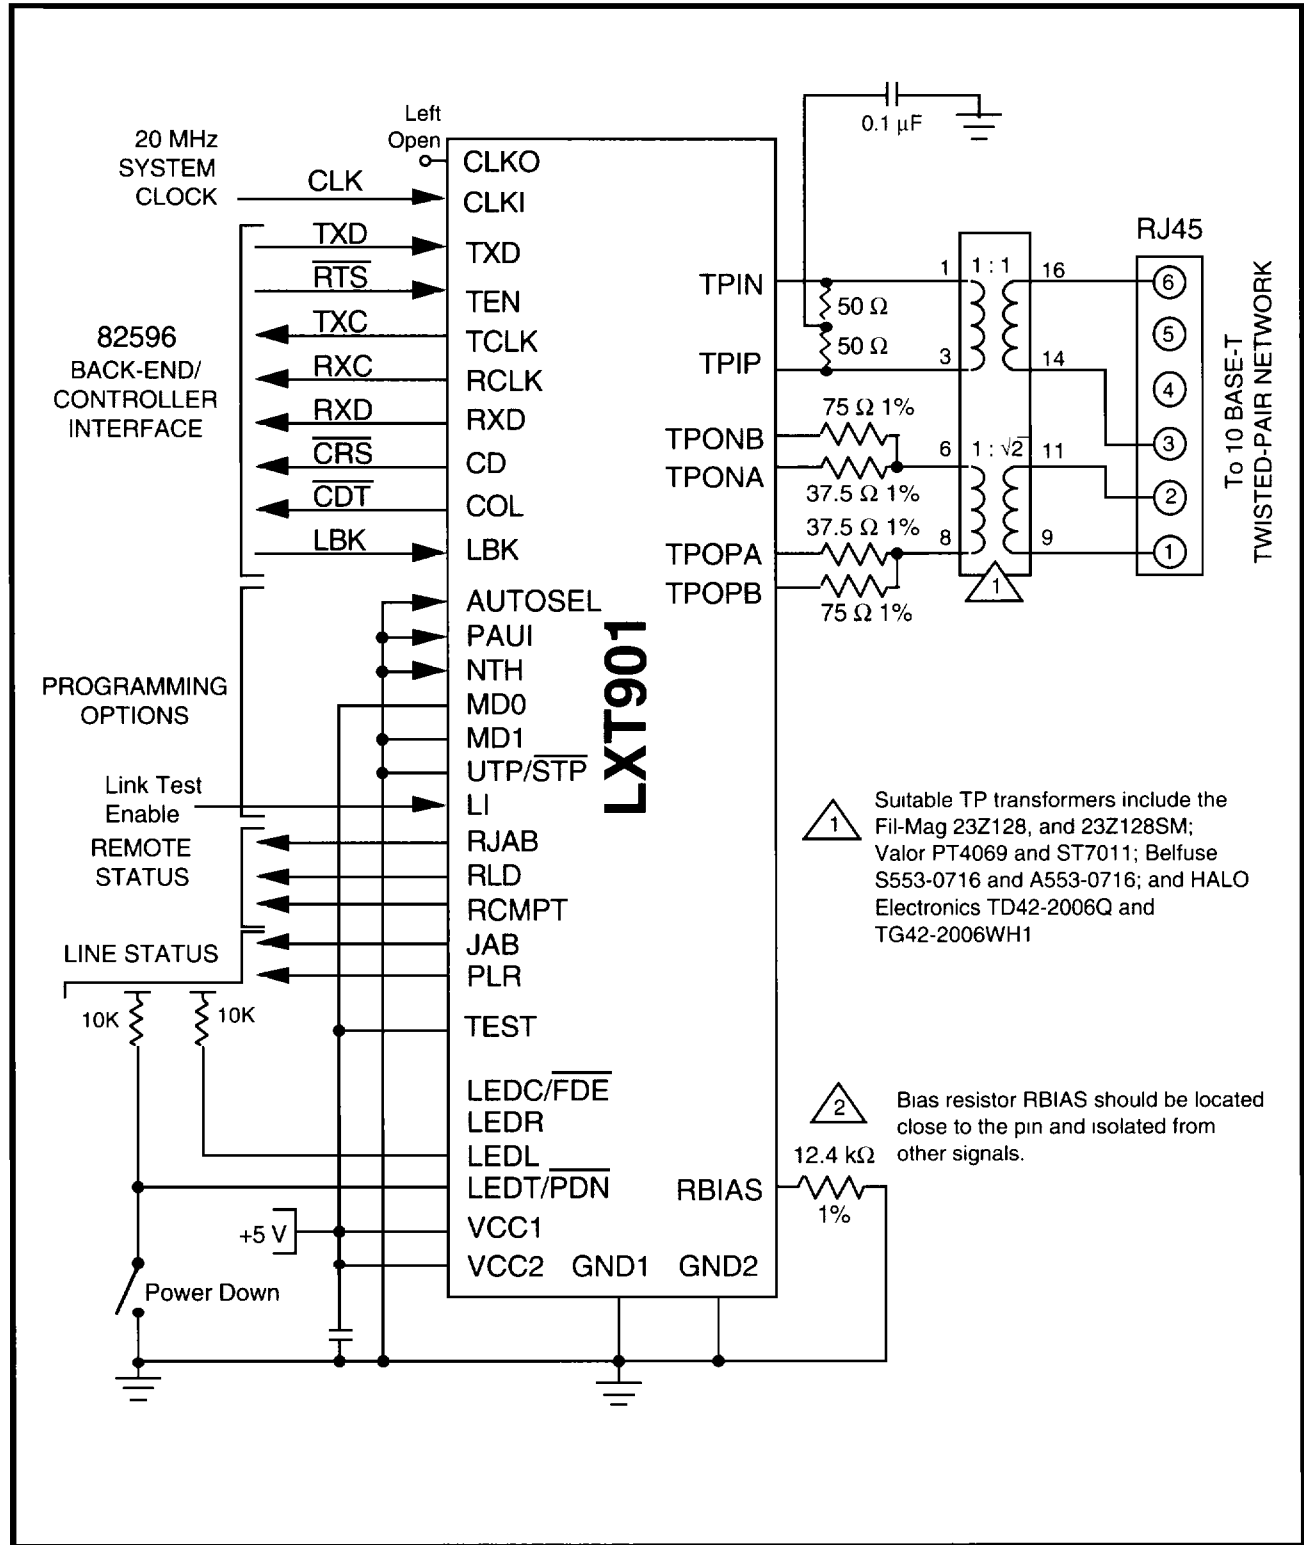 Left
Open
20 MHz
SYSTEM
CLOCK
CLK
TXD
RTS
TXC
RXC
RXD
CRS
CDT
LBK
82596
BACK-END/
CONTROLLER
INTERFACE
PROGRAMMING
OPTIONS
Link Test
Enable
REMOTE
STATUS
LINE STATUS
10K
10K
+5 V
Power Down
CLKO
CLKI
TXD
TEN
TCLK
RCLK
RXD
CD
COL
LBK
AUTOSEL
PAUI
NTH
MD0
MD1
UTP/STP
LI
RJAB
RLD
RCMPT
JAB
PLR
TEST
LEDC/FDE
LEDR
LEDL
LEDT/PDN
VCC1
VCC2
GND1
GND2
LXT901
TPIN
TPIP
TPONB
TPONA
TPOPA
TPOPB
RBIAS
0.1 µF
50 Ω
50 Ω
75 Ω 1%
37.5 Ω 1%
37.5 Ω 1%
75 Ω 1%
1 1 : 1 16
3 14
6 1 : √2 11
8 9
1
RJ45
6
5
4
3
2
1
To 10 BASE-T
TWISTED-PAIR NETWORK
1
Suitable TP transformers include the
Fil-Mag 23Z128, and 23Z128SM;
Valor PT4069 and ST7011; Belfuse
S553-0716 and A553-0716; and HALO
Electronics TD42-2006Q and
TG42-2006WH1
2
Bias resistor RBIAS should be located
close to the pin and isolated from
other signals.
12.4 kΩ
1%